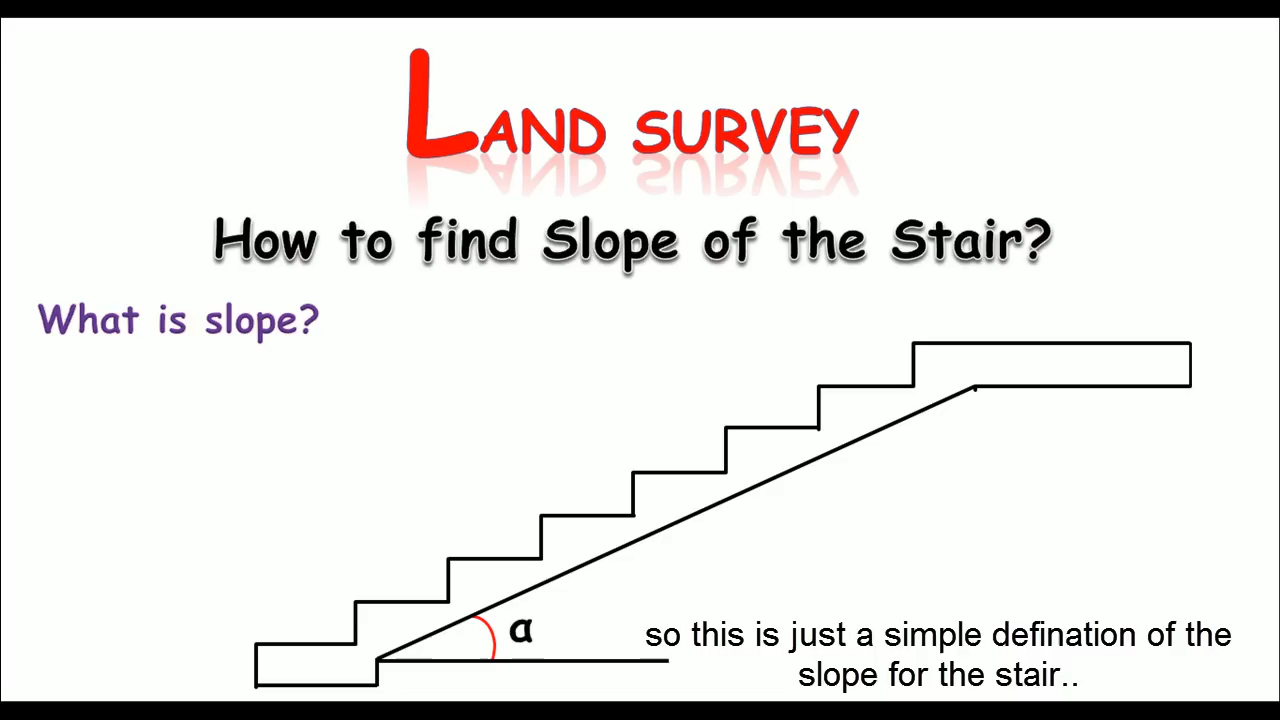 LAND SURVEY
How to find Slope of the Stair?
What is slope?
α
so this is just a simple defination of the
slope for the stair..